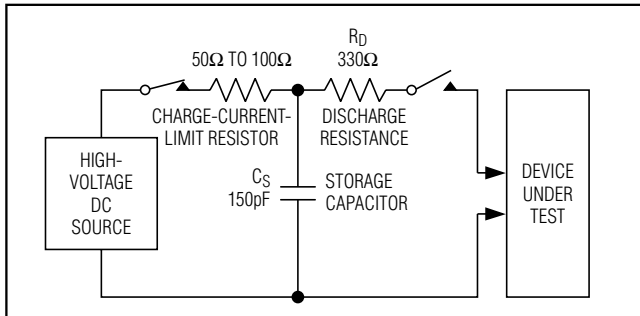 50Ω TO 100Ω
CHARGE-CURRENT-
LIMIT RESISTOR
RD
330Ω
DISCHARGE
RESISTANCE
HIGH-
VOLTAGE
DC
SOURCE
CS
150pF
STORAGE
CAPACITOR
DEVICE
UNDER
TEST